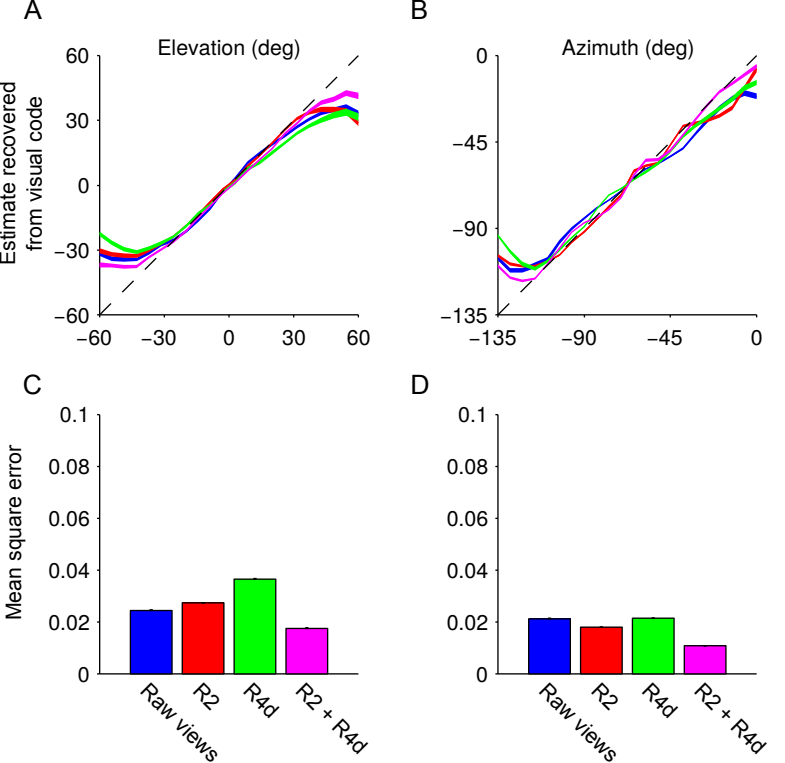 A
B
Elevation (deg)
Azimuth (deg)
Estimate recovered
from visual code
60
30
0
−30
−60
−60 −30 0 30 60
0
−45
−90
−135
−135 −90 −45 0
C
D
Mean square error
0.1
0.08
0.06
0.04
0.02
0
Raw views
R2
R4d
R2 + R4d
0.1
0.08
0.06
0.04
0.02
0
Raw views
R2
R4d
R2 + R4d